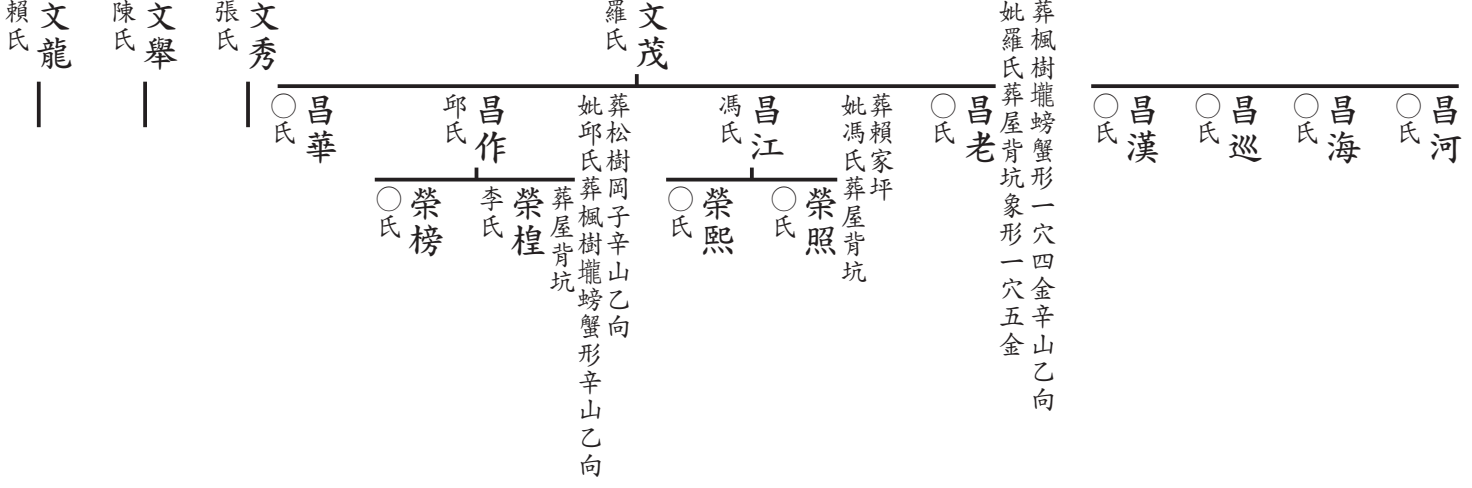 昌河
○氏
昌海
○氏
昌巡
○氏
昌漢
○氏
文茂
羅氏
葬楓樹壠螃蟹形一穴四金辛山乙向
妣羅氏葬屋背坑象形一穴五金
昌老
○氏
昌江
馮氏
葬賴家坪
妣馮氏葬屋背坑
榮照
○氏
榮熙
○氏
昌作
邱氏
葬松樹岡子辛山乙向
妣邱氏葬楓樹壠螃蟹形辛山乙向
榮楻
李氏
葬屋背坑
榮榜
○氏
昌華
○氏
文秀
張氏
文舉
陳氏
文龍
賴氏